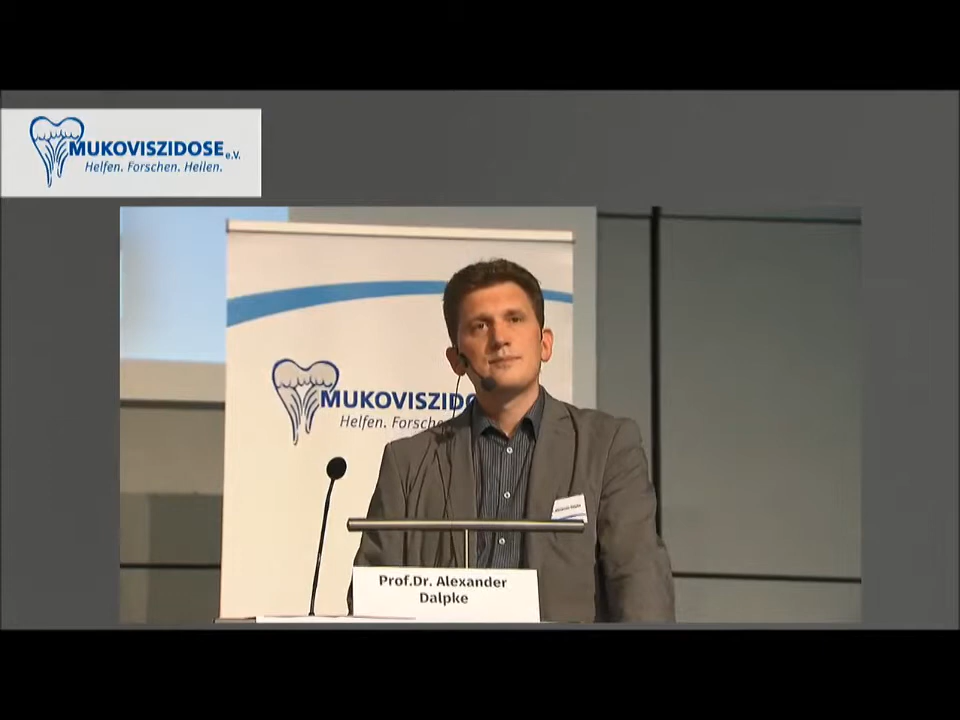 MUKOVISZIDOSE e.V.
Helfen. Forschen. Heilen.
MUKOVISZIDO
Helfen. Forsche
Prof.Dr. Alexander
Dalpke